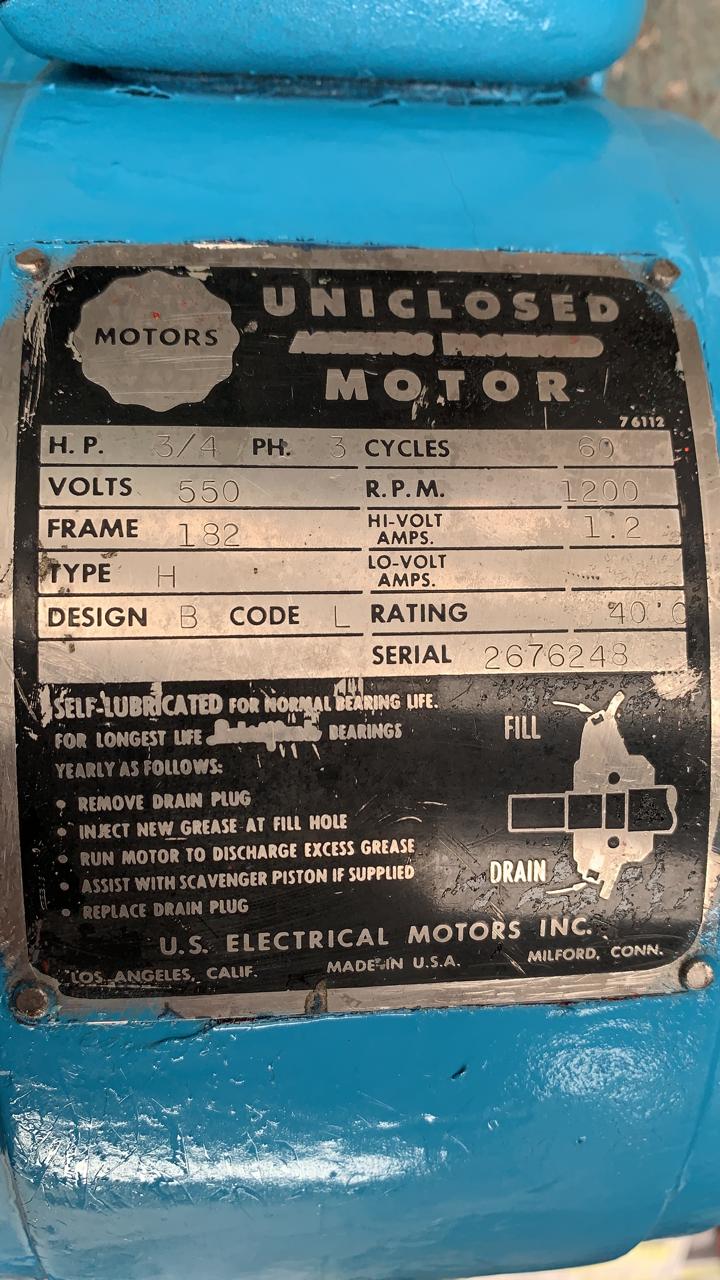 UNICLOSED
MOTORS
MOTOR
76112
H.P. 3/4 PH. 3 CYCLES 60
VOLTS 550 R.P.M. 1200
FRAME 182 HI-VOLT AMPS. 1.2
TYPE H LO-VOLT AMPS.
DESIGN B CODE L RATING 40°C
SERIAL 2676248
SELF-LUBRICATED FOR NORMAL BEARING LIFE.
FOR LONGEST LIFE BEARINGS
YEARLY AS FOLLOWS:
• REMOVE DRAIN PLUG
• INJECT NEW GREASE AT FILL HOLE
• RUN MOTOR TO DISCHARGE EXCESS GREASE
• ASSIST WITH SCAVENGER PISTON IF SUPPLIED
• REPLACE DRAIN PLUG
FILL
DRAIN
U.S. ELECTRICAL MOTORS INC.
LOS ANGELES, CALIF. MADE IN U.S.A. MILFORD, CONN.